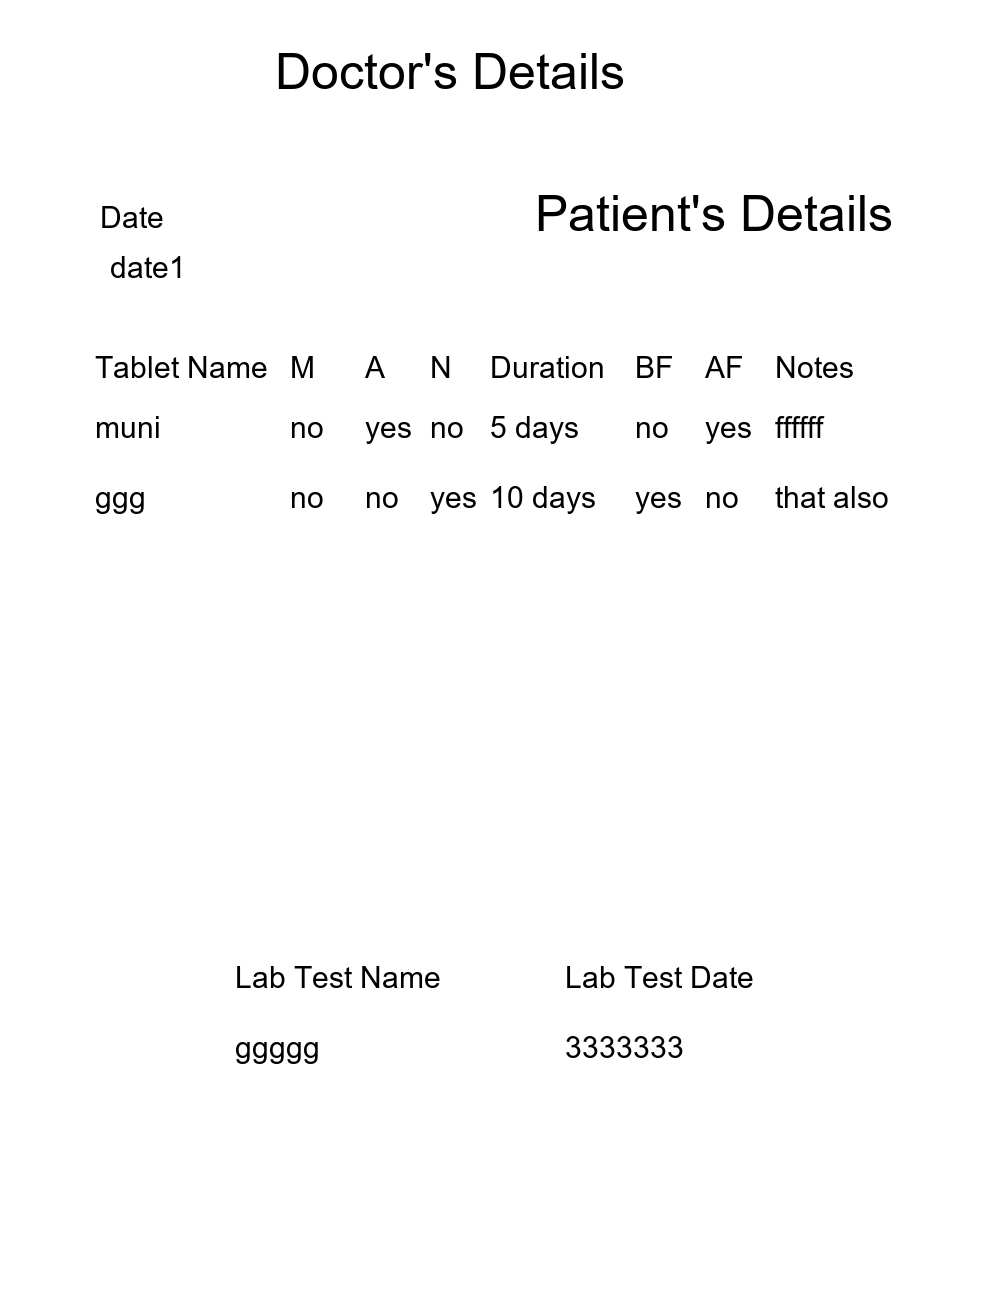 Doctor's Details
Date
Patient's Details
date1
Tablet Name M A N Duration BF AF Notes
muni no yes no 5 days no yes ffffff
ggg no no yes 10 days yes no that also
Lab Test Name Lab Test Date
ggggg 3333333